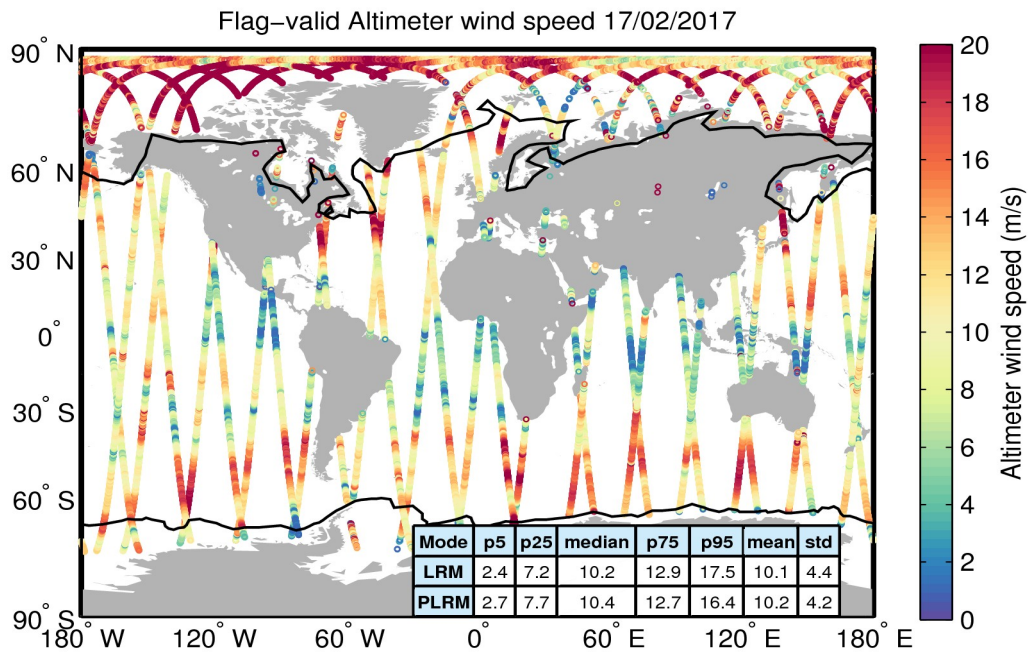 Flag−valid Altimeter wind speed 17/02/2017
90° N
60° N
30° N
0°
30° S
60° S
90° S
180° W
120° W
60° W
0°
60° E
120° E
180° E
Mode p5 p25 median p75 p95 mean std
LRM 2.4 7.2 10.2 12.9 17.5 10.1 4.4
PLRM 2.7 7.7 10.4 12.7 16.4 10.2 4.2
20
18
16
14
12
10
8
6
4
2
0
Altimeter wind speed (m/s)